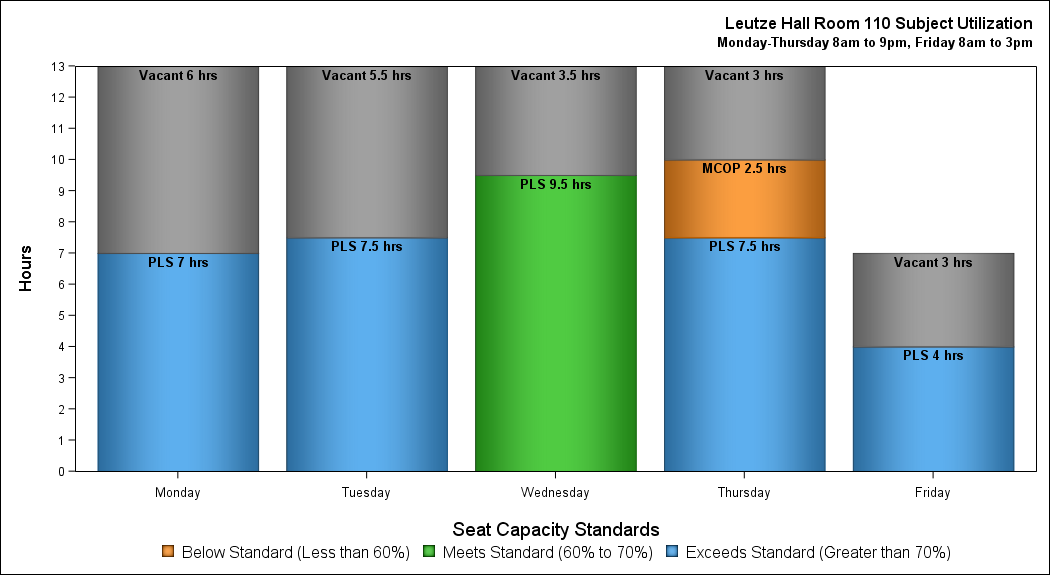 Leutze Hall Room 110 Subject Utilization
Monday-Thursday 8am to 9pm, Friday 8am to 3pm
13
12
11
10
9
8
7
6
5
4
3
2
1
0
Hours
Vacant 6 hrs
PLS 7 hrs
Vacant 5.5 hrs
PLS 7.5 hrs
Vacant 3.5 hrs
PLS 9.5 hrs
Vacant 3 hrs
MCOP 2.5 hrs
PLS 7.5 hrs
Vacant 3 hrs
PLS 4 hrs
Monday Tuesday Wednesday Thursday Friday
Seat Capacity Standards
Below Standard (Less than 60%) Meets Standard (60% to 70%) Exceeds Standard (Greater than 70%)